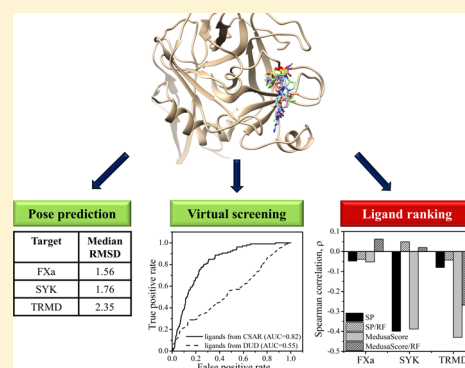 Pose prediction
Target Median RMSD
FXa 1.56
SYK 1.76
TRMD 2.35
Virtual screening
True positive rate
1.0
0.8
0.6
0.4
0.2
0.0
ligands from CSAR (AUC=0.82)
ligands from DUD (AUC=0.55)
0.0 0.2 0.4 0.6 0.8 1.0
False positive rate
Ligand ranking
Spearman correlation, ρ
0.1
0.0
-0.1
-0.2
-0.3
-0.4
-0.5
SP
SP/RF
MedusaScore
MedusaScore/RF
FXa SYK TRMD